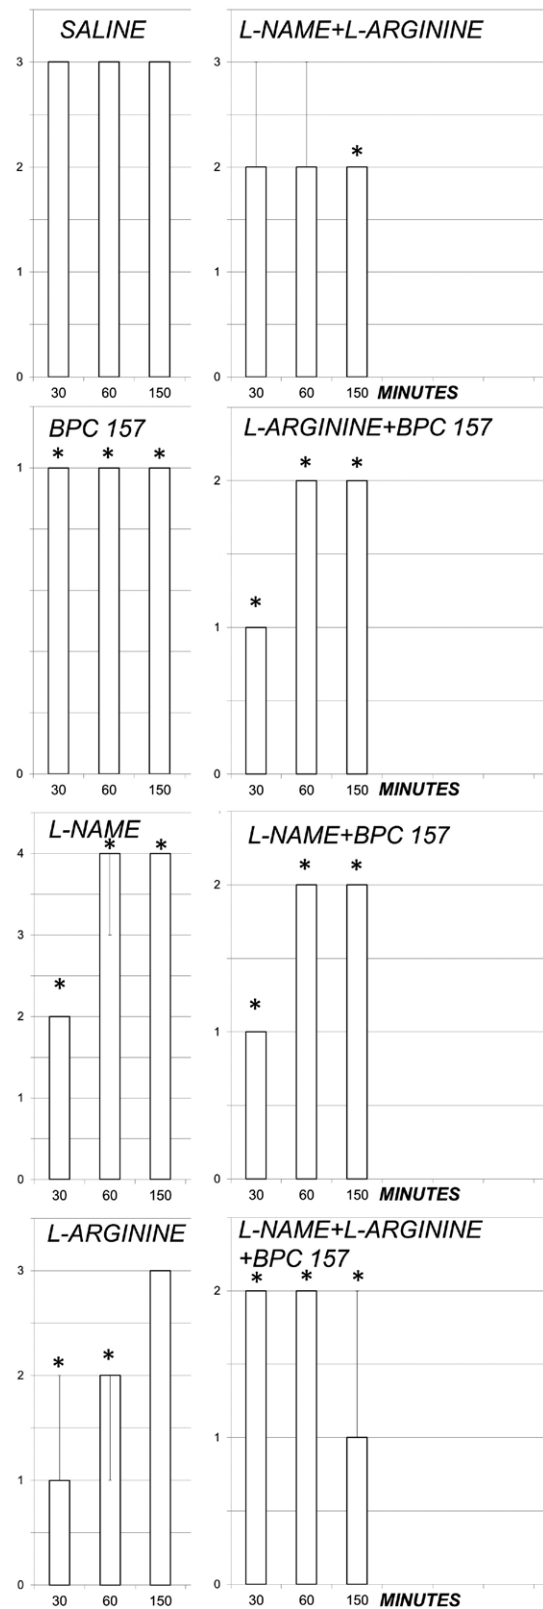 SALINE
3
2
1
0
30 60 150
L-NAME+L-ARGININE
3
2
*
1
0
30 60 150 MINUTES
BPC 157
* * *
1
0
30 60 150
L-ARGININE+BPC 157
* *
2
*
1
0
30 60 150 MINUTES
L-NAME
* *
4
3
*
2
1
0
30 60 150
L-NAME+BPC 157
* *
2
*
1
0
30 60 150 MINUTES
L-ARGININE
3
* *
2
1
0
30 60 150
L-NAME+L-ARGININE
+BPC 157
* * *
2
1
0
30 60 150 MINUTES